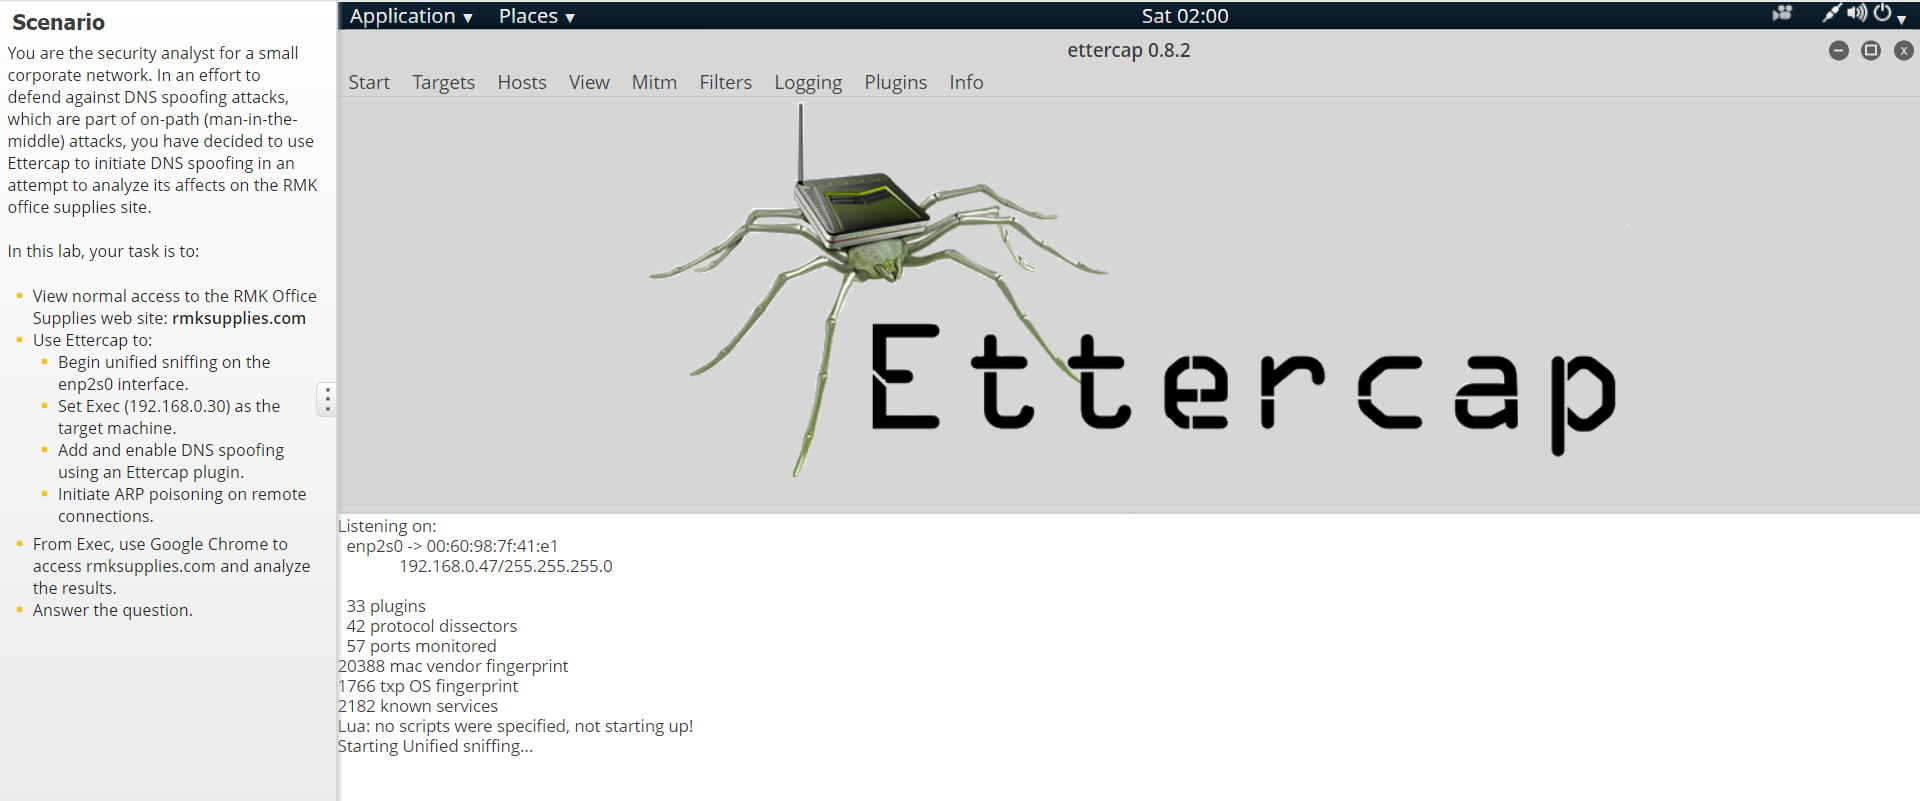 Scenario
You are the security analyst for a small
corporate network. In an effort to
defend against DNS spoofing attacks,
which are part of on-path (man-in-the-
middle) attacks, you have decided to use
Ettercap to initiate DNS spoofing in an
attempt to analyze its affects on the RMK
office supplies site.
In this lab, your task is to:
View normal access to the RMK Office
Supplies web site: rmksupplies.com
Use Ettercap to:
Begin unified sniffing on the
enp2s0 interface.
Set Exec (192.168.0.30) as the
target machine.
Add and enable DNS spoofing
using an Ettercap plugin.
Initiate ARP poisoning on remote
connections.
From Exec, use Google Chrome to
access rmksupplies.com and analyze
the results.
Answer the question.
Application Places Sat 02:00
ettercap 0.8.2
Start Targets Hosts View Mitm Filters Logging Plugins Info
Ettercap
Listening on:
enp2s0 -> 00:60:98:7f:41:e1
192.168.0.47/255.255.255.0
33 plugins
42 protocol dissectors
57 ports monitored
20388 mac vendor fingerprint
1766 txp OS fingerprint
2182 known services
Lua: no scripts were specified, not starting up!
Starting Unified sniffing...